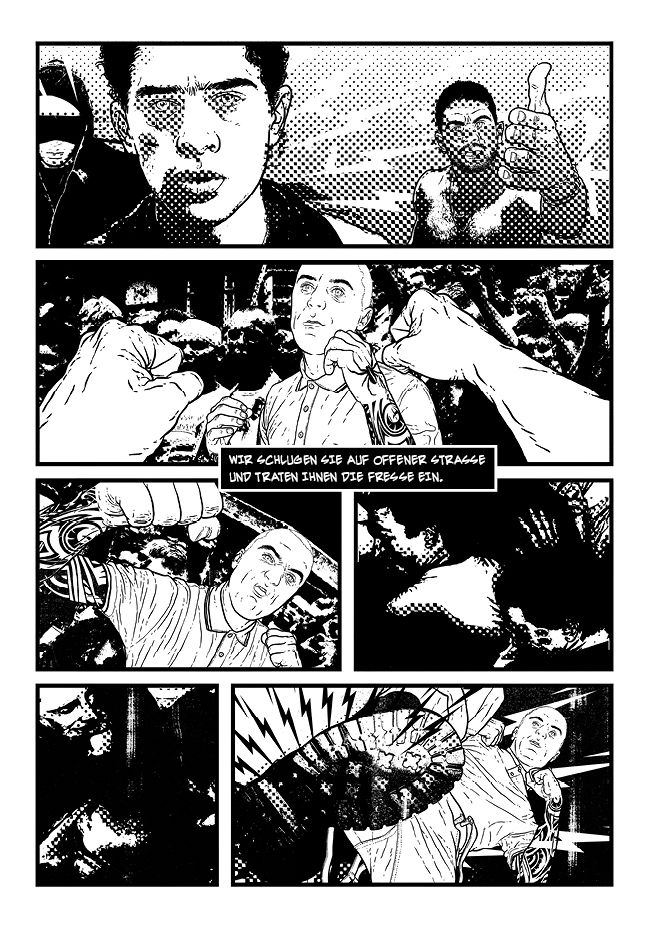 WIR SCHLUGEN SIE AUF OFFENER STRASSE
UND TRATEN IHNEN DIE FRESSE EIN.